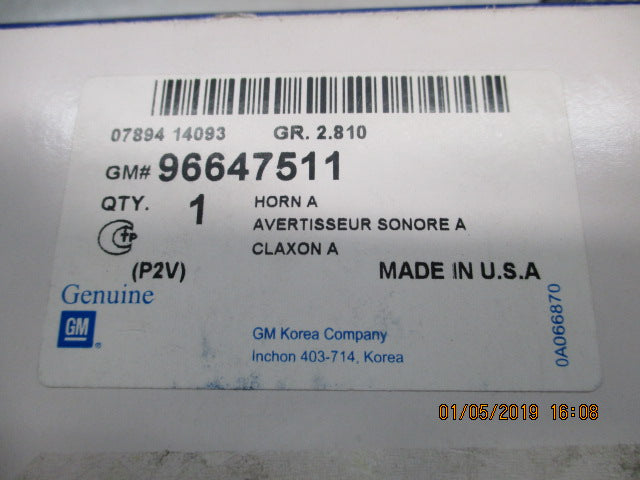 07894 14093 GR. 2.810
GM# 96647511
QTY. 1 HORN A
AVERTISSEUR SONORE A
CLAXON A
(P2V) MADE IN U.S.A
Genuine
GM
GM Korea Company
Inchon 403-714, Korea
0A066870
01/05/2019 16:08